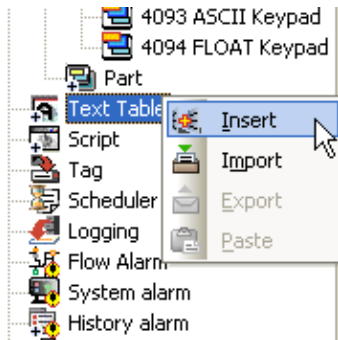 4093 ASCII Keypad
4094 FLOAT Keypad
Part
Text Table
Insert
Script
Import
Tag
Scheduler
Export
Logging
Paste
Flow Alarm
System alarm
History alarm